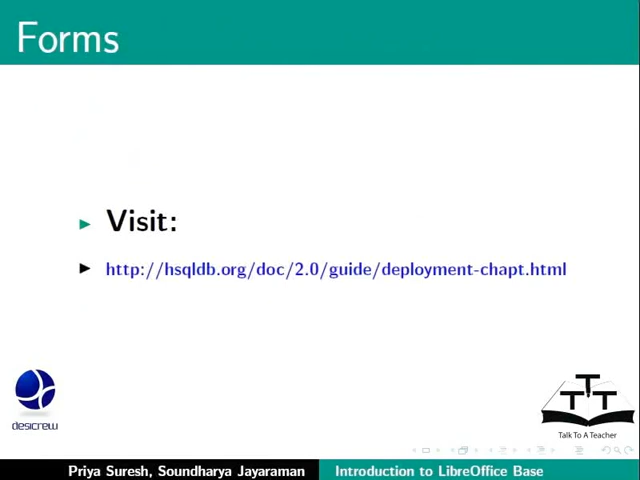 Forms
Visit:
http://hsqldb.org/doc/2.0/guide/deployment-chapt.html
desicrew
T T T
Talk To A Teacher
Priya Suresh, Soundharya Jayaraman
Introduction to LibreOffice Base